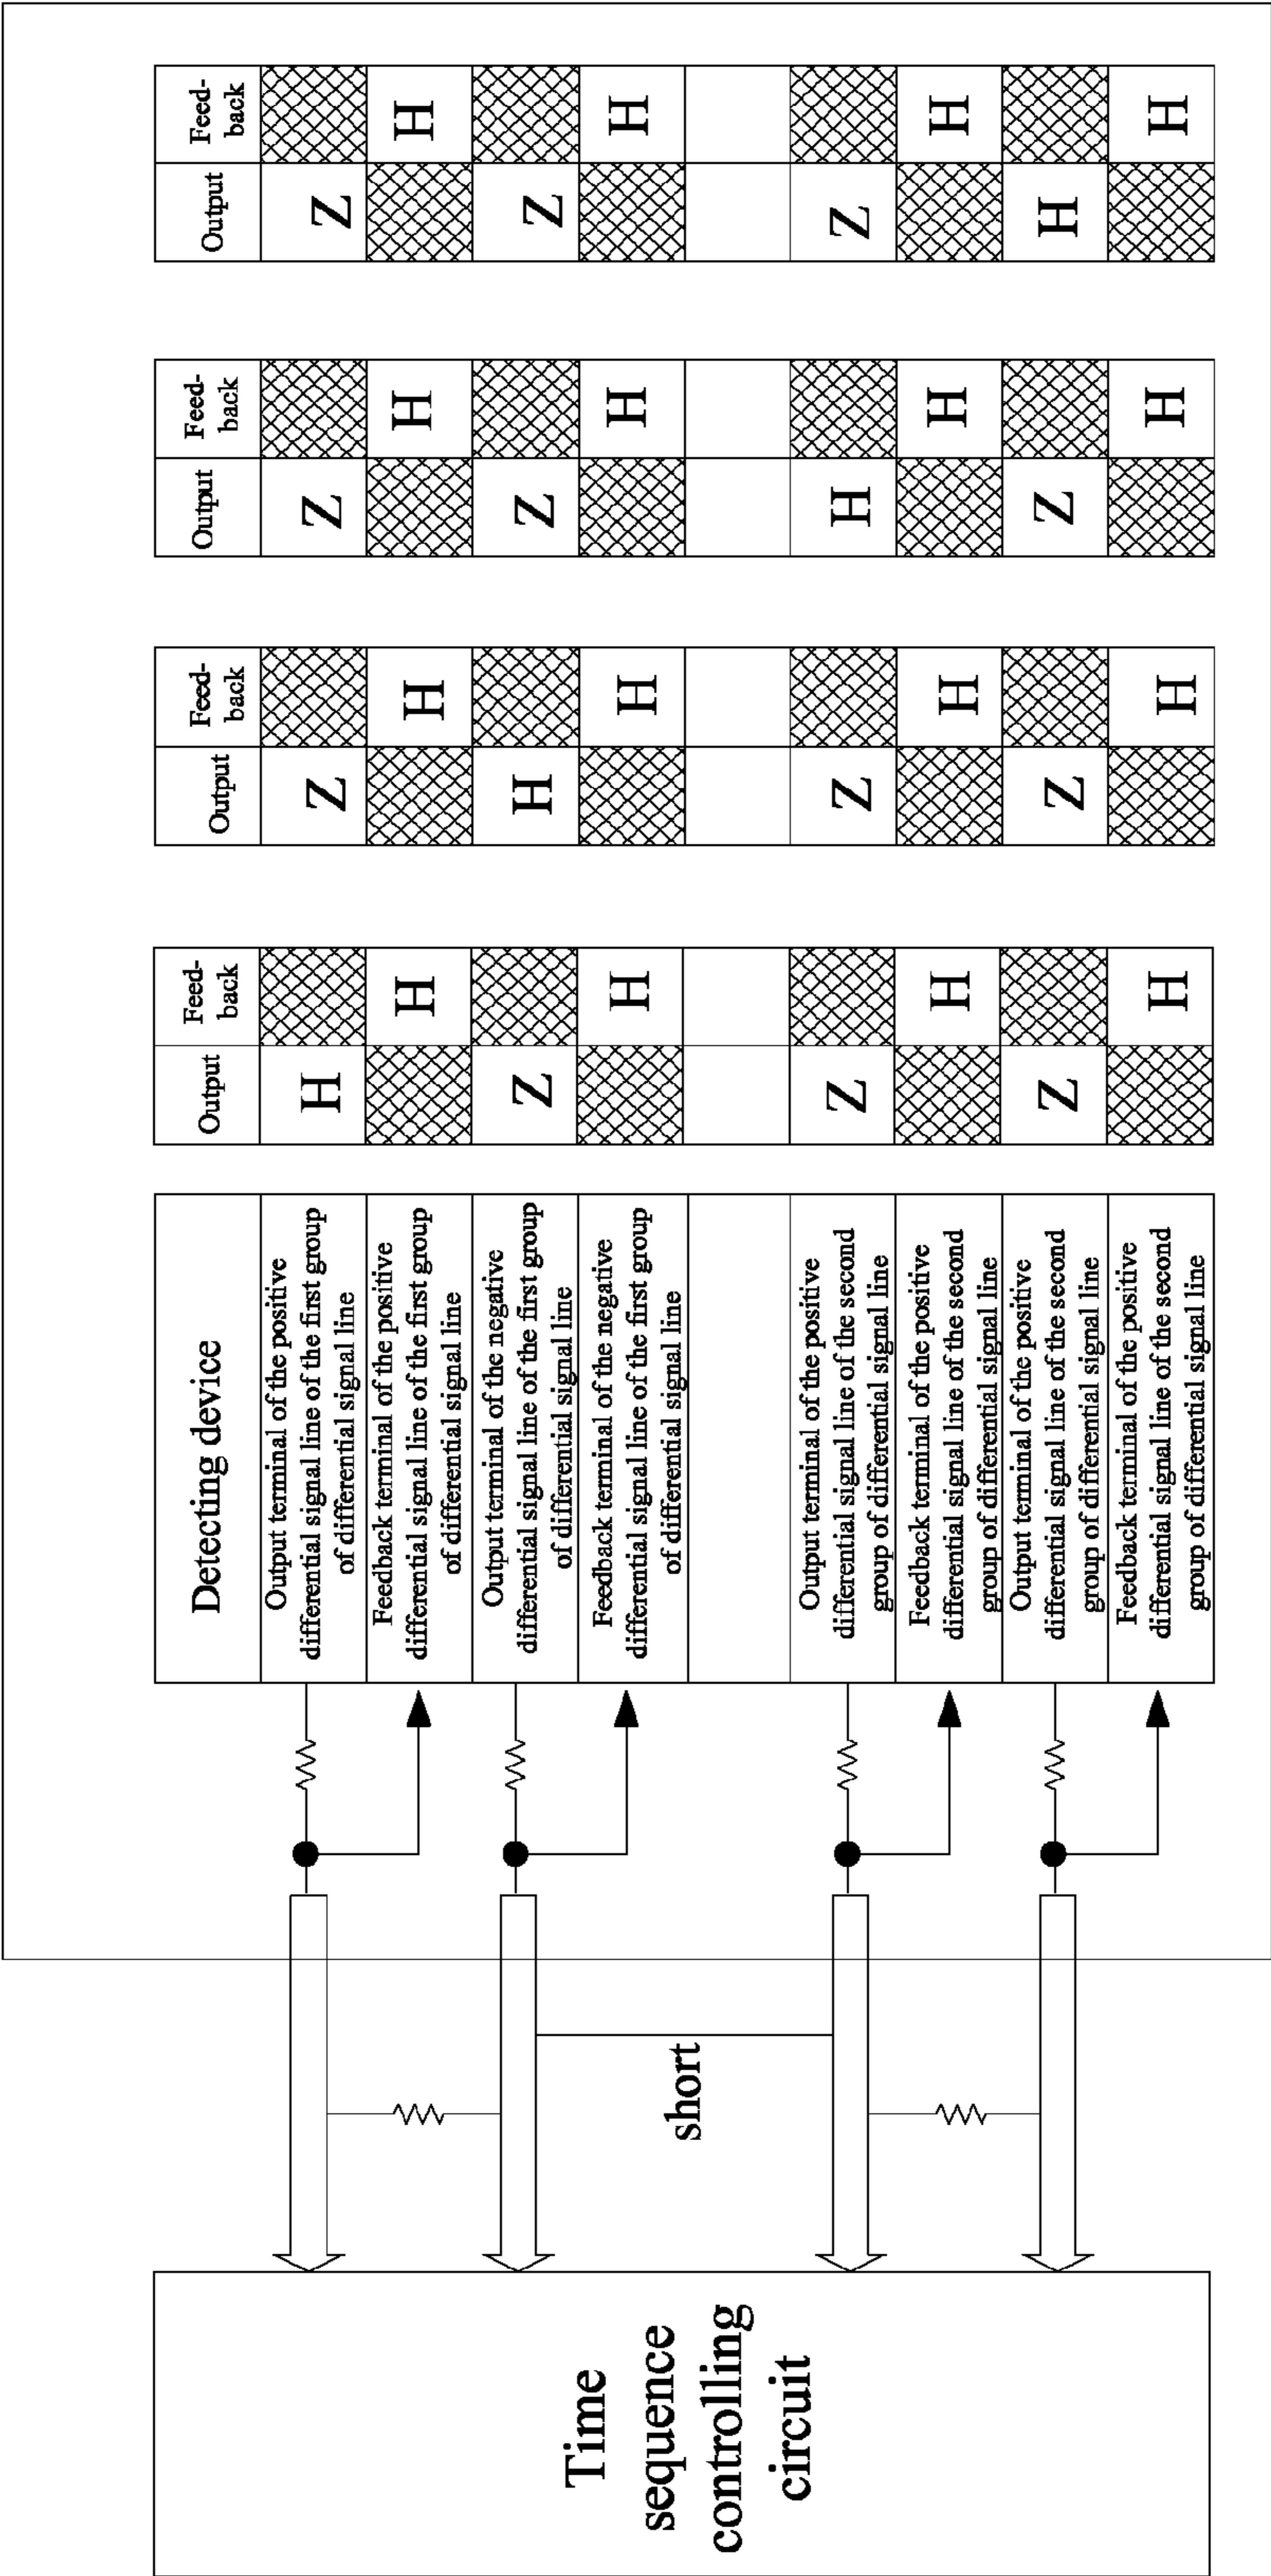 Time
sequence
controlling
circuit
short
Detecting device
Output terminal of the positive
differential signal line of the first group
of differential signal line
Feedback terminal of the positive
differential signal line of the first group
of differential signal line
Output terminal of the negative
differential signal line of the first group
of differential signal line
Feedback terminal of the negative
differential signal line of the first group
of differential signal line
Output terminal of the positive
differential signal line of the second
group of differential signal line
Feedback terminal of the positive
differential signal line of the second
group of differential signal line
Output terminal of the positive
differential signal line of the second
group of differential signal line
Feedback terminal of the positive
differential signal line of the second
group of differential signal line
Output
Feed-
back
H
H
Z
H
Z
H
Z
H
Output
Feed-
back
Z
H
H
H
Z
H
Z
H
Output
Feed-
back
Z
H
Z
H
H
H
Z
H
Output
Feed-
back
Z
H
Z
H
Z
H
H
H